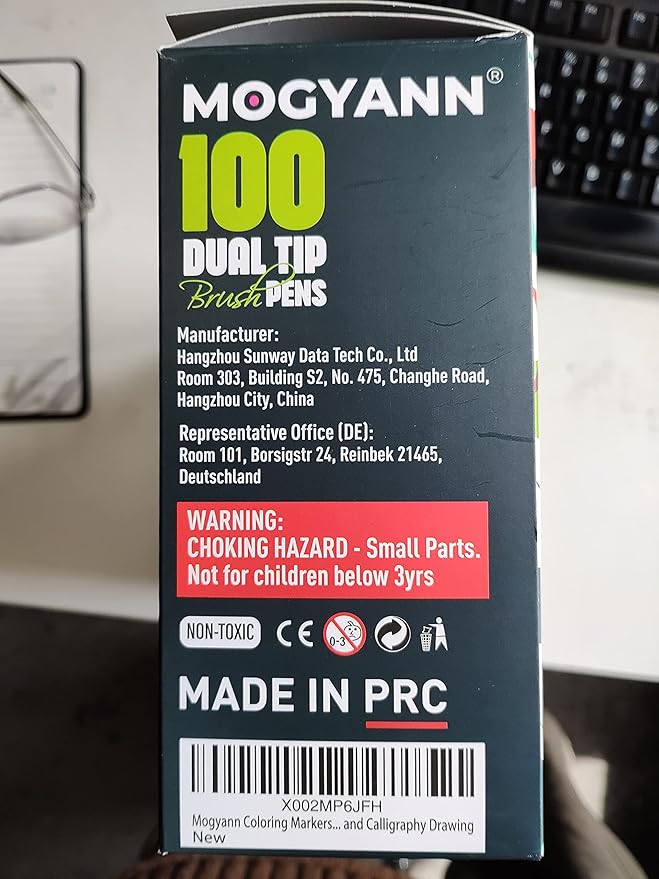 MOGYANN®
100
DUAL TIP
Brush PENS
Manufacturer:
Hangzhou Sunway Data Tech Co., Ltd
Room 303, Building S2, No. 475, Changhe Road,
Hangzhou City, China
Representative Office (DE):
Room 101, Borsigstr 24, Reinbek 21465,
Deutschland
WARNING:
CHOKING HAZARD - Small Parts.
Not for children below 3yrs
NON-TOXIC CE 0-3
MADE IN PRC
X002MP6JFH
Mogyann Coloring Markers... and Calligraphy Drawing
New